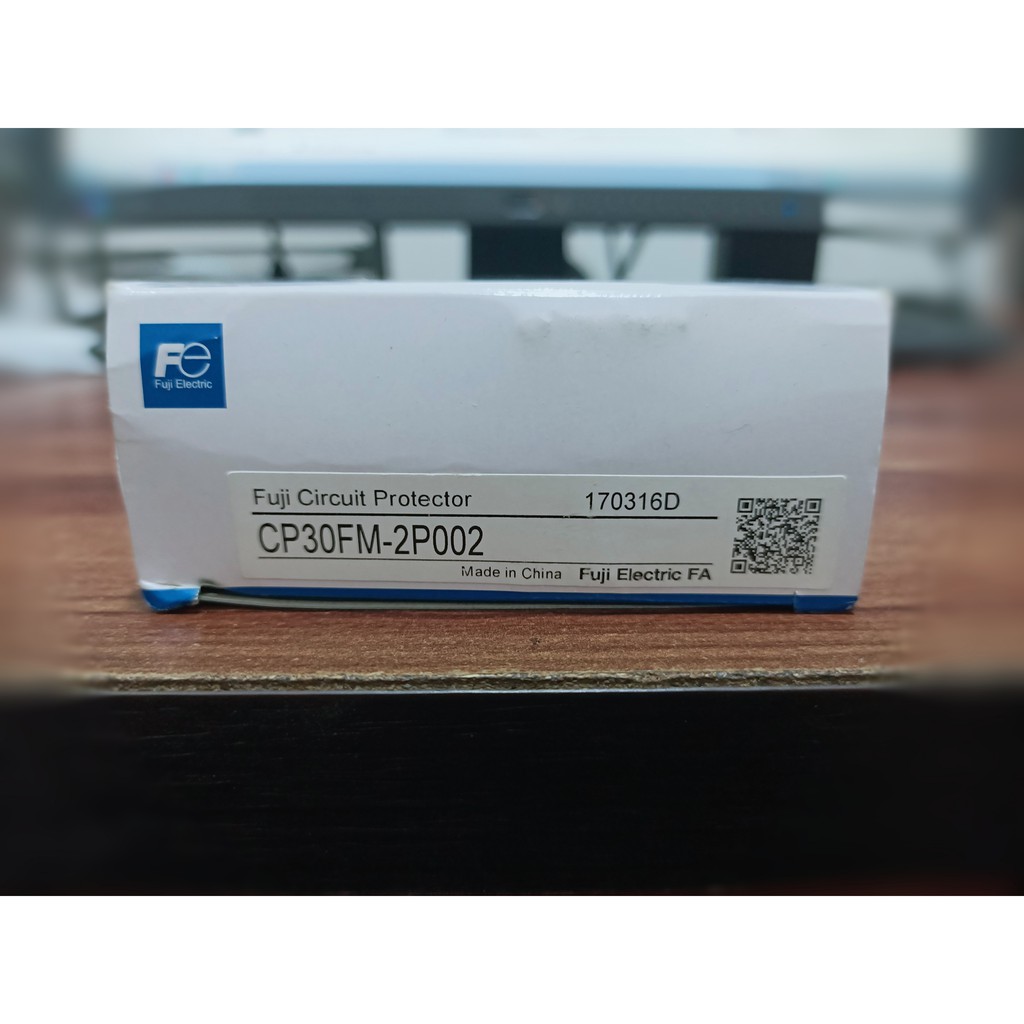 Fe
Fuji Electric
Fuji Circuit Protector 170316D
CP30FM-2P002
Made in China Fuji Electric FA